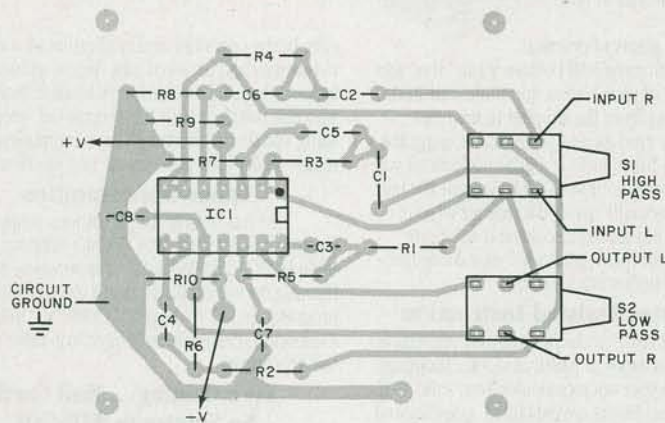 R4
R8
C6
C2
INPUT R
R9
+V
C5
S1
HIGH
PASS
R7
R3
C1
IC1
INPUT L
C8
C3
R1
OUTPUT L
CIRCUIT
GROUND
R10
R5
S2
LOW
PASS
C4
C7
R6
OUTPUT R
R2
-V